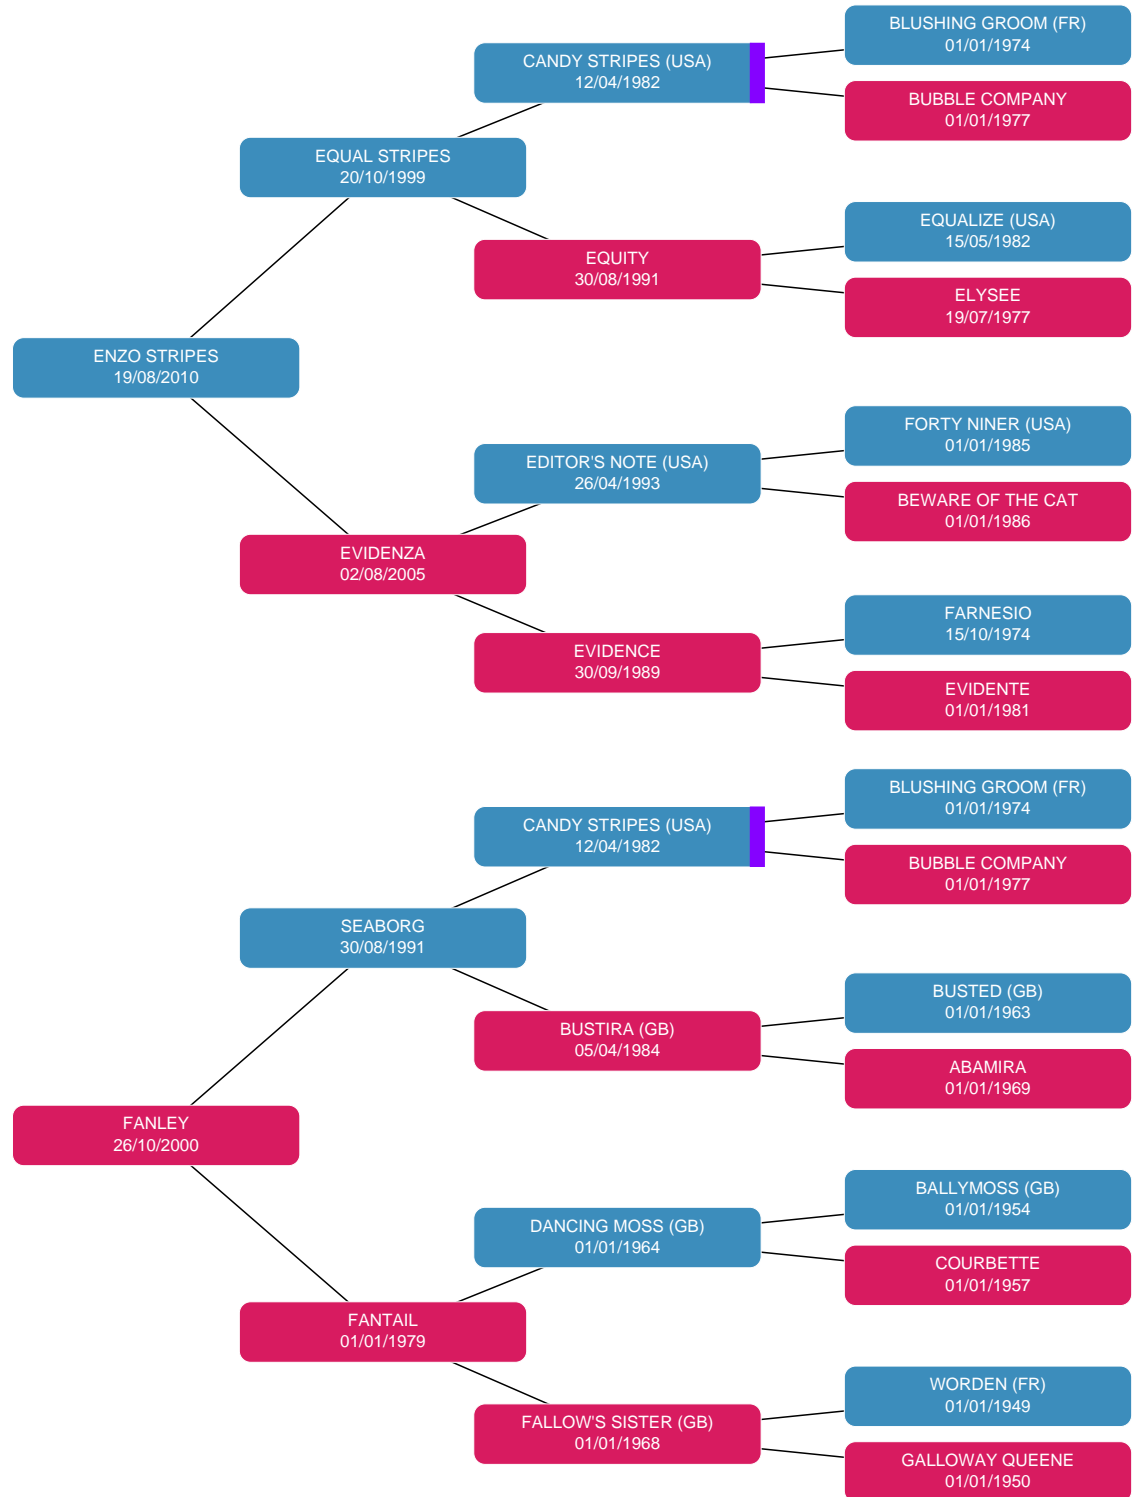 BLUSHING GROOM (FR)
01/01/1974
CANDY STRIPES (USA)
12/04/1982
BUBBLE COMPANY
01/01/1977
EQUAL STRIPES
20/10/1999
EQUALIZE (USA)
15/05/1982
EQUITY
30/08/1991
ELYSEE
19/07/1977
ENZO STRIPES
19/08/2010
FORTY NINER (USA)
01/01/1985
EDITOR'S NOTE (USA)
26/04/1993
BEWARE OF THE CAT
01/01/1986
EVIDENZA
02/08/2005
FARNESIO
15/10/1974
EVIDENCE
30/09/1989
EVIDENTE
01/01/1981
BLUSHING GROOM (FR)
01/01/1974
CANDY STRIPES (USA)
12/04/1982
BUBBLE COMPANY
01/01/1977
SEABORG
30/08/1991
BUSTED (GB)
01/01/1963
BUSTIRA (GB)
05/04/1984
ABAMIRA
01/01/1969
FANLEY
26/10/2000
BALLYMOSS (GB)
01/01/1954
DANCING MOSS (GB)
01/01/1964
COURBETTE
01/01/1957
FANTAIL
01/01/1979
WORDEN (FR)
01/01/1949
FALLOW'S SISTER (GB)
01/01/1968
GALLOWAY QUEENE
01/01/1950